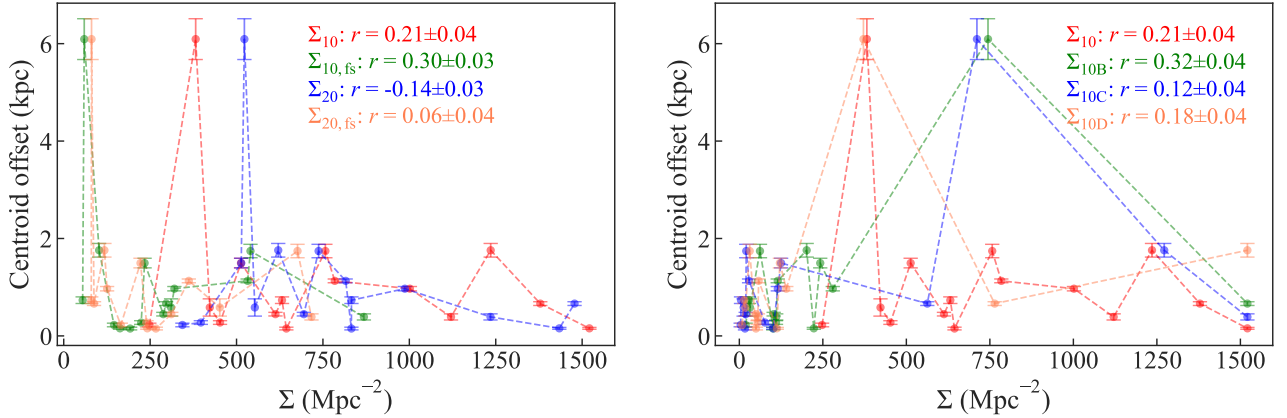 Σ₁₀: r = 0.21±0.04
Σ₁₀,fs: r = 0.30±0.03
Σ₂₀: r = -0.14±0.03
Σ₂₀,fs: r = 0.06±0.04
Centroid offset (kpc)
6
4
2
0
0 250 500 750 1000 1250 1500
Σ (Mpc⁻²)
Σ₁₀: r = 0.21±0.04
Σ₁₀B: r = 0.32±0.04
Σ₁₀C: r = 0.12±0.04
Σ₁₀D: r = 0.18±0.04
Centroid offset (kpc)
6
4
2
0
0 250 500 750 1000 1250 1500
Σ (Mpc⁻²)